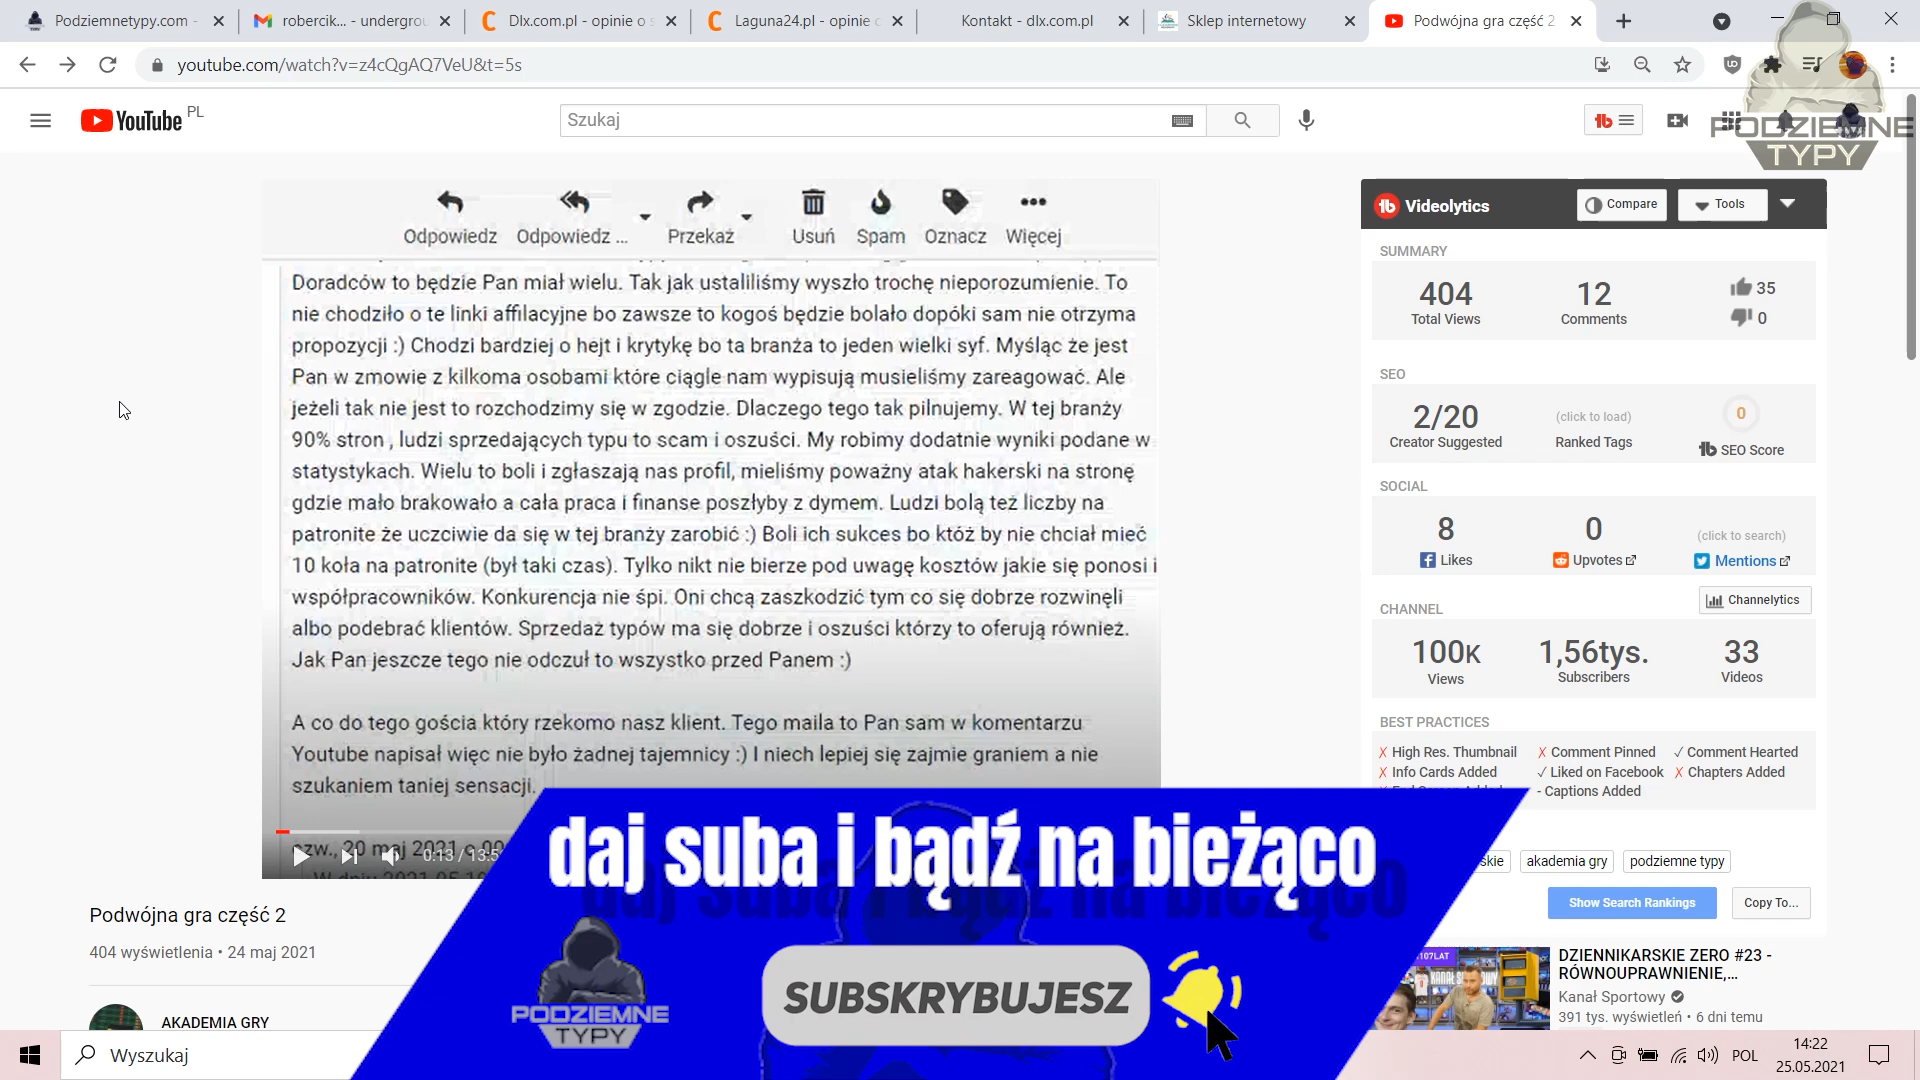 Podziemnetypy.com -
robercik... - undergrou
Dlx.com.pl - opinie o s
Laguna24.pl - opinie o
Kontakt - dlx.com.pl
Sklep internetowy
Podwójna gra część 2
youtube.com/watch?v=z4cQgAQ7VeU&t=5s
YouTube PL
Szukaj
PODZIEMNE
TYPY
Odpowiedz
Odpowiedz ...
Przekaż
Usuń
Spam
Oznacz
Więcej
Doradców to będzie Pan miał wielu. Tak jak ustaliliśmy wyszło trochę nieporozumienie. To
nie chodziło o te linki affilacyjne bo zawsze to kogoś będzie bolało dopóki sam nie otrzyma
propozycji :) Chodzi bardziej o hejt i krytykę bo ta branża to jeden wielki syf. Myśląc że jest
Pan w zmowie z kilkoma osobami które ciągle nam wypisują musieliśmy zareagować. Ale
jeżeli tak nie jest to rozchodzimy się w zgodzie. Dlaczego tego tak pilnujemy. W tej branży
90% stron , ludzi sprzedających typu to scam i oszuści. My robimy dodatnie wyniki podane w
statystykach. Wielu to boli i zgłaszają nas profil, mieliśmy poważny atak hakerski na stronę
gdzie mało brakowało a cała praca i finanse poszłyby z dymem. Ludzi bolą też liczby na
patronite że uczciwie da się w tej branży zarobić :) Boli ich sukces bo któż by nie chciał mieć
10 koła na patronite (był taki czas). Tylko nikt nie bierze pod uwagę kosztów jakie się ponosi i
współpracowników. Konkurencja nie śpi. Oni chcą zaszkodzić tym co się dobrze rozwinęli
albo podebrać klientów. Sprzedaż typów ma się dobrze i oszuści którzy to oferują również.
Jak Pan jeszcze tego nie odczuł to wszystko przed Panem :)
A co do tego gościa który rzekomo nasz klient. Tego maila to Pan sam w komentarzu
Youtube napisał więc nie było żadnej tajemnicy :) I niech lepiej się zajmie graniem a nie
szukaniem taniej sensacji.
czw., 20 maj 2021 o
0:13 / 13:5
Podwójna gra część 2
404 wyświetlenia • 24 maj 2021
AKADEMIA GRY
Videolytics
Compare
Tools
SUMMARY
404
Total Views
12
Comments
35
0
SEO
2/20
Creator Suggested
(click to load)
Ranked Tags
0
SEO Score
SOCIAL
8
Likes
0
Upvotes
(click to search)
Mentions
Channelytics
CHANNEL
100K
Views
1,56tys.
Subscribers
33
Videos
BEST PRACTICES
High Res. Thumbnail
Comment Pinned
Comment Hearted
Info Cards Added
Liked on Facebook
Chapters Added
- Captions Added
skie
akademia gry
podziemne typy
Show Search Rankings
Copy To...
107LAT
DZIENNIKARSKIE ZERO #23 -
RÓWNOUPRAWNIENIE,...
Kanał Sportowy
391 tys. wyświetleń • 6 dni temu
daj suba i bądź na bieżąco
PODZIEMNE
TYPY
SUBSKRYBUJESZ
Wyszukaj
POL
14:22
25.05.2021